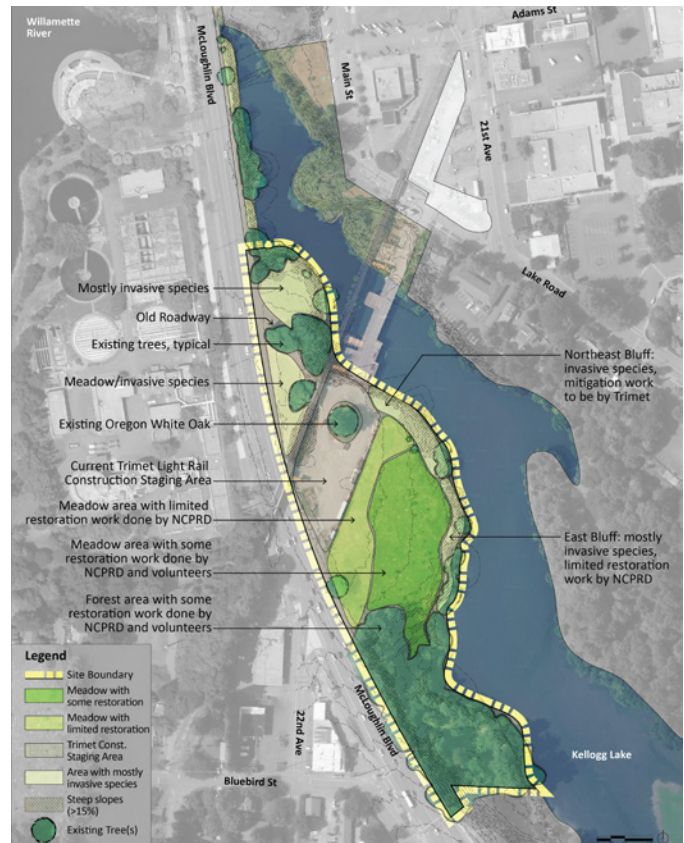 Willamette
River
McLoughlin Blvd
Adams St
Main St
21st Ave
Lake Road
Mostly invasive species
Old Roadway
Existing trees, typical
Meadow/invasive species
Existing Oregon White Oak
Current Trimet Light Rail
Construction Staging Area
Meadow area with limited
restoration work done by NCPRD
Meadow area with some
restoration work done by
NCPRD and volunteers
Forest area with some
restoration work done by
NCPRD and volunteers
Northeast Bluff:
invasive species,
mitigation work
to be by Trimet
East Bluff: mostly
invasive species,
limited restoration
work by NCPRD
Legend
Site Boundary
Meadow with
some restoration
Meadow with
limited restoration
Trimet Const.
Staging Area
Area with mostly
invasive species
Steep slopes
(>15%)
Existing Tree(s)
22nd Ave
McLoughlin Blvd
Bluebird St
Kellogg Lake